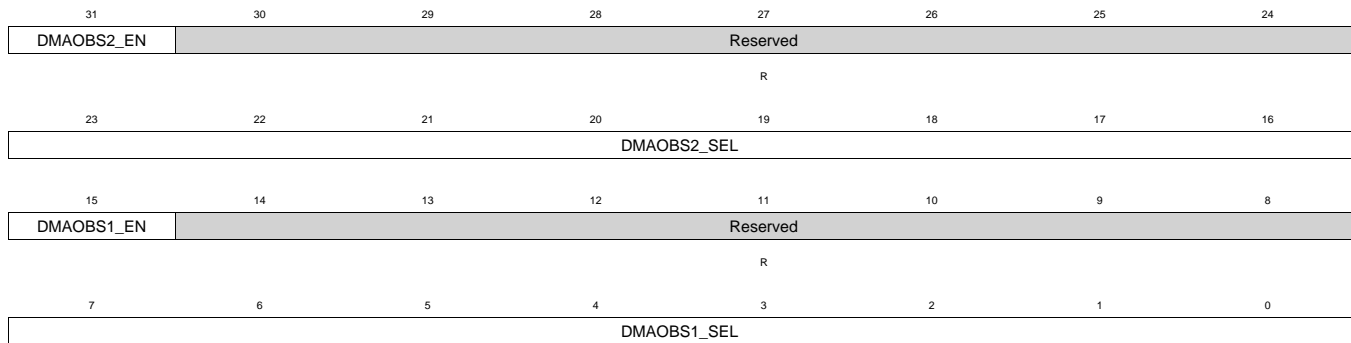 31 30 29 28 27 26 25 24
DMAOBS2_EN Reserved
R
23 22 21 20 19 18 17 16
DMAOBS2_SEL
15 14 13 12 11 10 9 8
DMAOBS1_EN Reserved
R
7 6 5 4 3 2 1 0
DMAOBS1_SEL